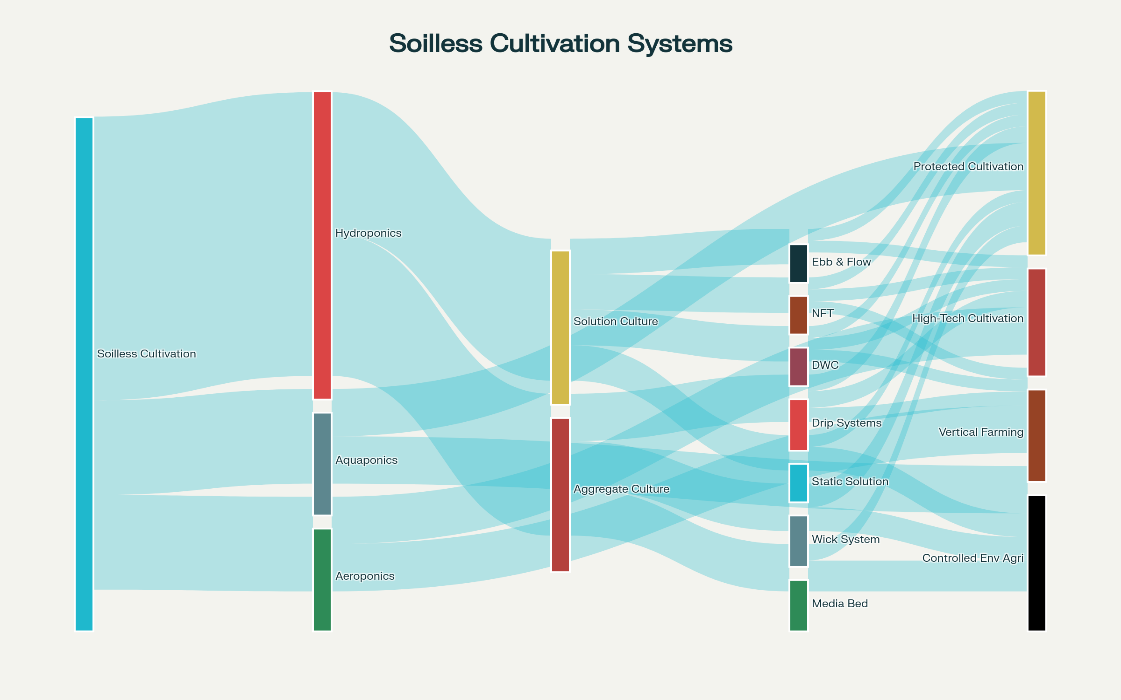 Soilless Cultivation Systems
Soilless Cultivation
Hydroponics
Aquaponics
Aeroponics
Solution Culture
Aggregate Culture
Ebb & Flow
NFT
DWC
Drip Systems
Static Solution
Wick System
Media Bed
Protected Cultivation
High-Tech Cultivation
Vertical Farming
Controlled Env Agri